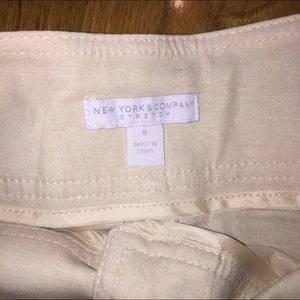 NEW YORK & COMPANY
STRETCH
MADE IN
CHINA